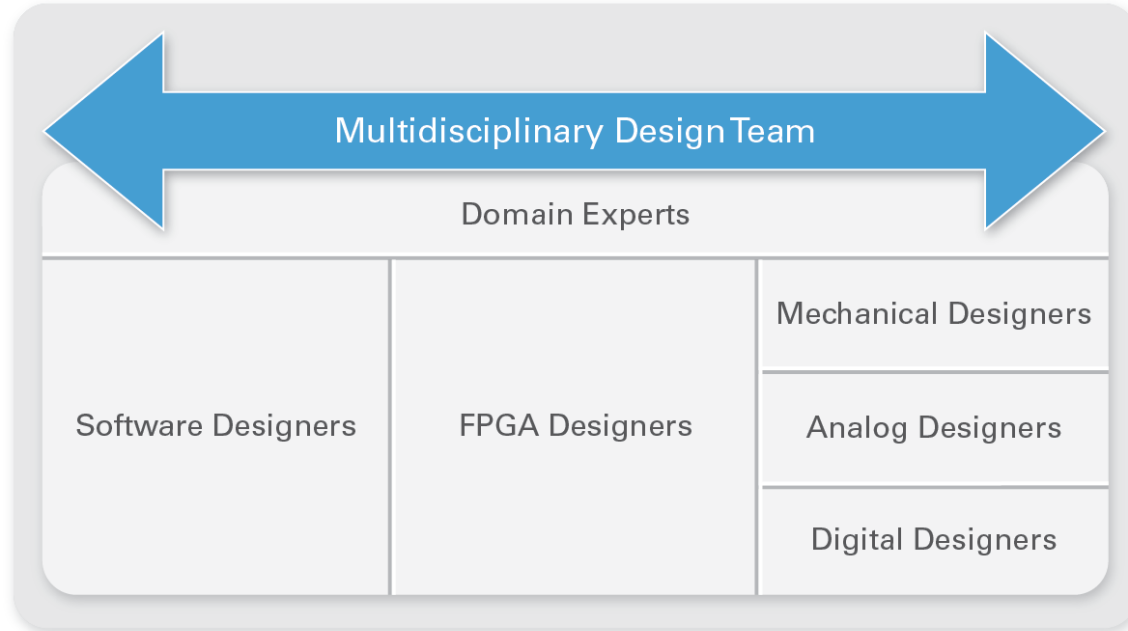 Multidisciplinary Design Team
Domain Experts
Software Designers
FPGA Designers
Mechanical Designers
Analog Designers
Digital Designers